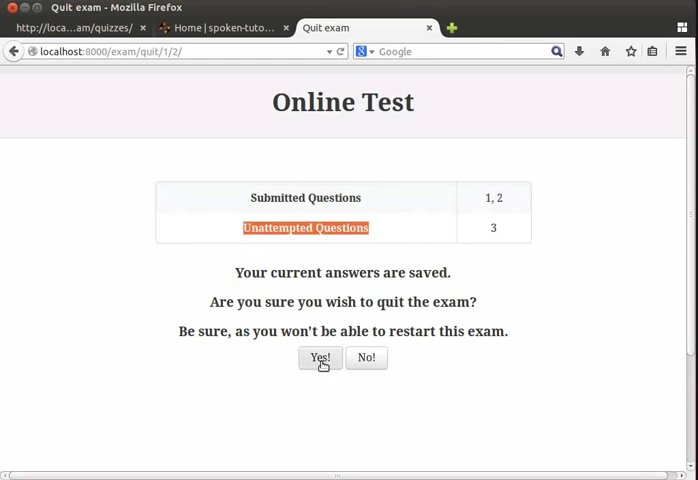 Quit exam - Mozilla Firefox
http://loca...am/quizzes/
Home | spoken-tuto...
Quit exam
localhost:8000/exam/quit/1/2/
Google
Online Test
Submitted Questions 1, 2
Unattempted Questions 3
Your current answers are saved.
Are you sure you wish to quit the exam?
Be sure, as you won't be able to restart this exam.
Yes! No!